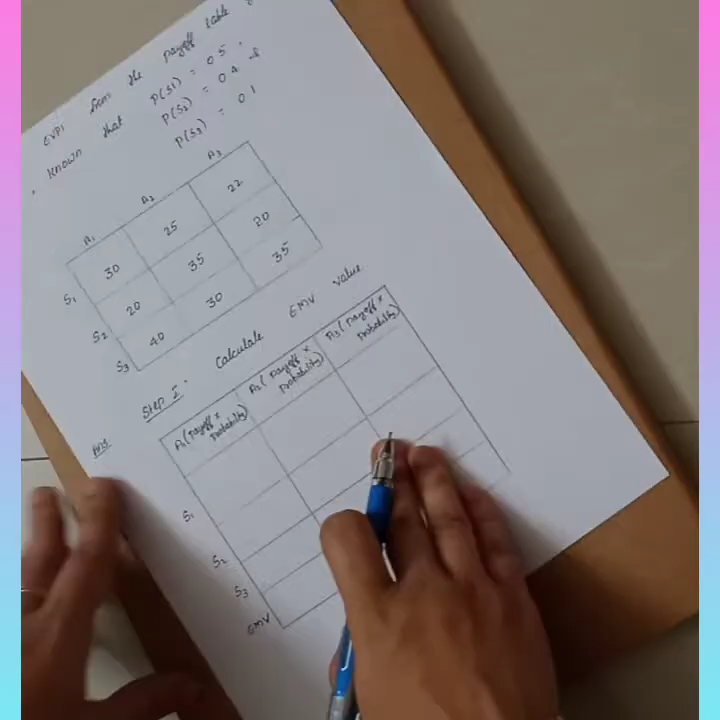 EVPI from the payoff table
, known that P(S1) = 0.5
P(S2) = 0.4
P(S3) = 0.1
A1 A2 A3
S1 30 25 22
S2 20 35 20
S3 40 30 35
Ans. Step I: Calculate EMV value.
A1(Payoff x Probability) A2(Payoff x Probability) A3(Payoff x Probability)
S1
S2
S3
EMV